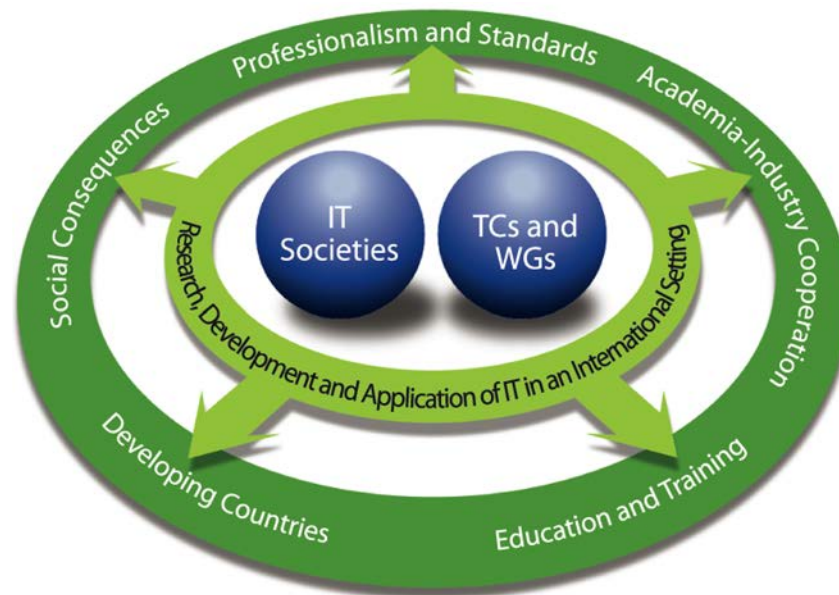 Professionalism and Standards
Academia-Industry Cooperation
Social Consequences
IT
Societies
TCs and
WGs
Research, Development and Application of IT in an International Setting
Developing Countries
Education and Training